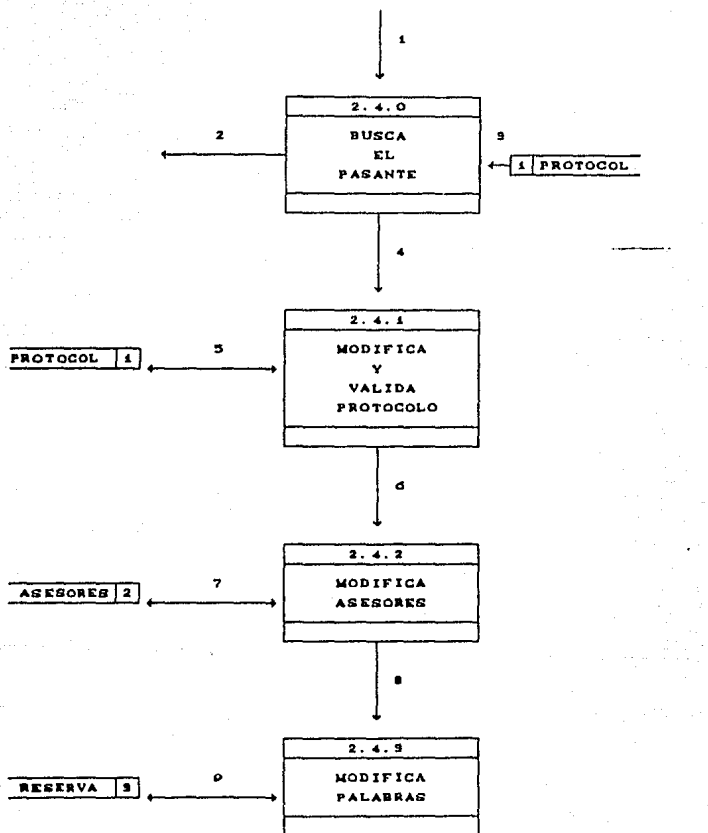 1
2.4.0
2
BUSCA
EL
PASANTE
3
1 PROTOCOL
4
2.4.1
PROTOCOL 1
5
MODIFICA
Y
VALIDA
PROTOCOLO
6
2.4.2
ASESORES 2
7
MODIFICA
ASESORES
8
2.4.3
RESERVA 3
9
MODIFICA
PALABRAS